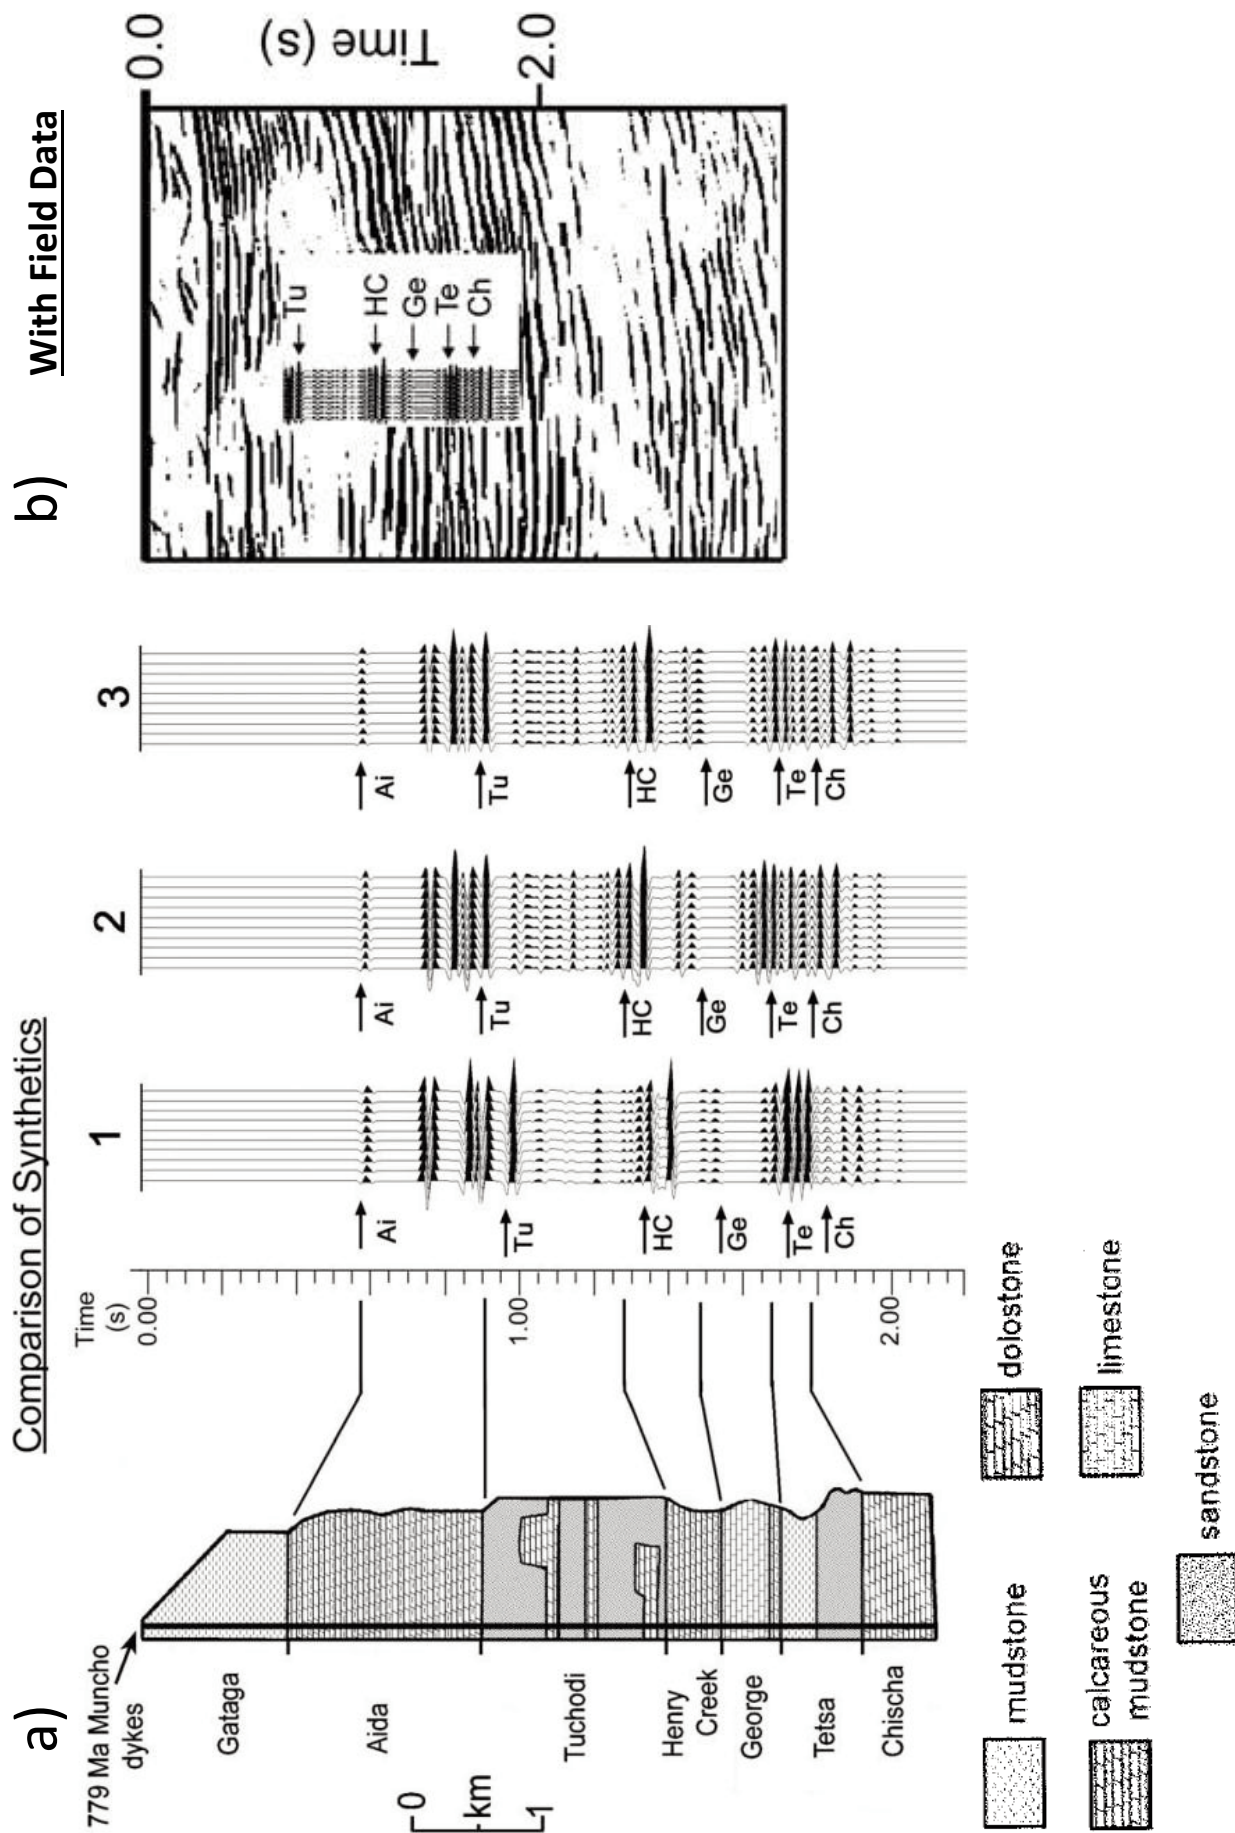 Comparison of Synthetics
With Field Data
a)
b)
779 Ma Muncho
dykes
Gataga
Aida
Tuchodi
Henry
Creek
George
Tetsa
Chischa
0
km
1
Time
(s)
0.00
1.00
2.00
1
Ai
Tu
HC
Ge
Te
Ch
2
Ai
Tu
HC
Ge
Te
Ch
3
Ai
Tu
HC
Ge
Te
Ch
Tu
HC
Ge
Te
Ch
0.0
Time (s)
2.0
mudstone
dolostone
calcareous
mudstone
limestone
sandstone